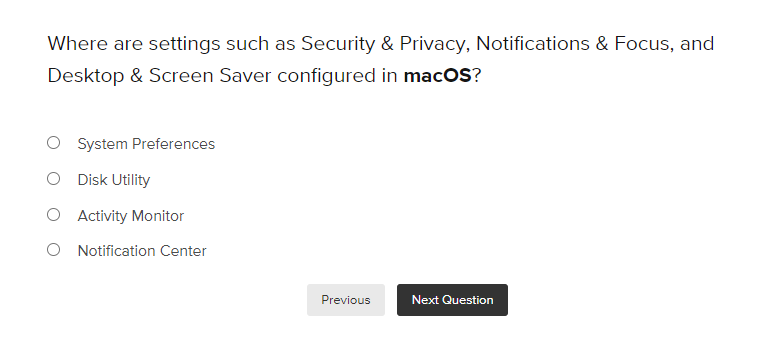 Where are settings such as Security & Privacy, Notifications & Focus, and
Desktop & Screen Saver configured in macOS?
System Preferences
Disk Utility
Activity Monitor
Notification Center
Previous
Next Question